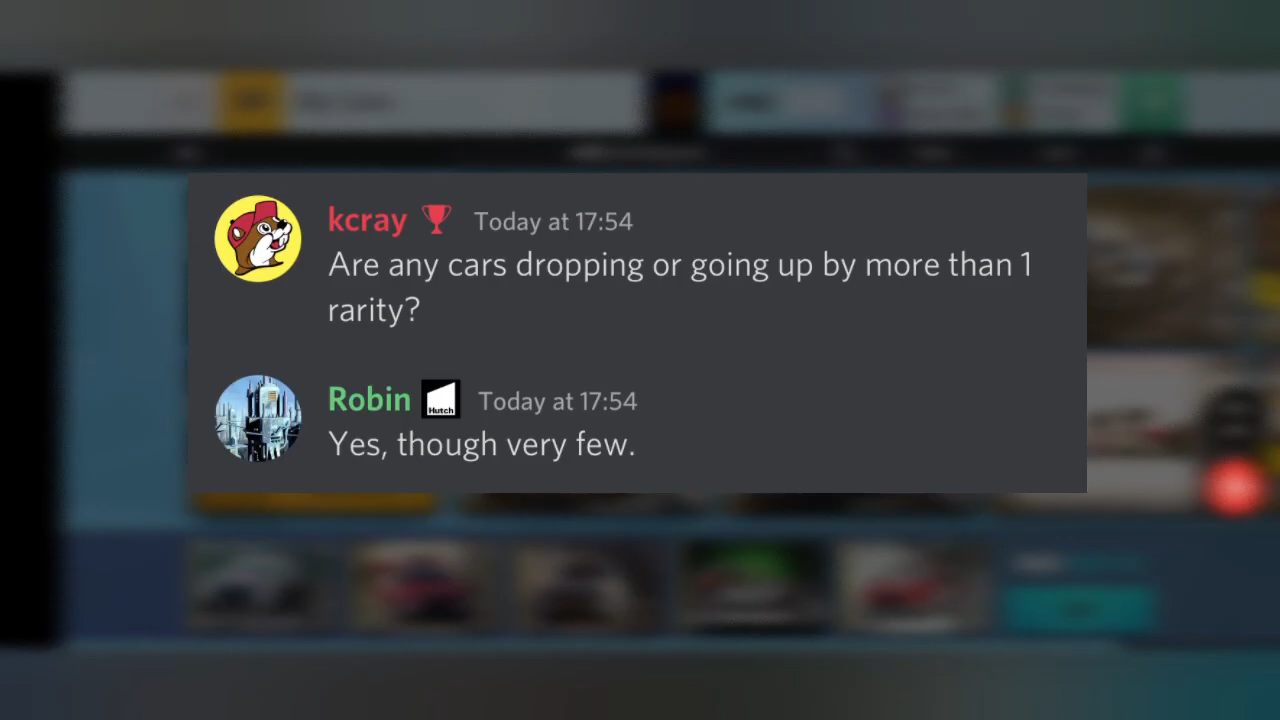 kcray Today at 17:54
Are any cars dropping or going up by more than 1
rarity?
Robin Hutch Today at 17:54
Yes, though very few.